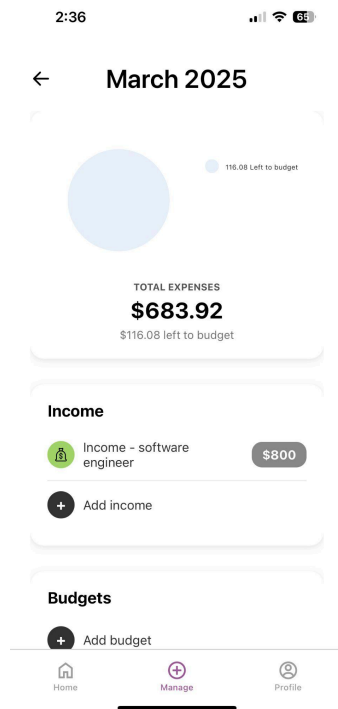 2:36
65
March 2025
116.08 Left to budget
TOTAL EXPENSES
$683.92
$116.08 left to budget
Income
Income - software
engineer
$800
Add income
Budgets
Add budget
Home
Manage
Profile